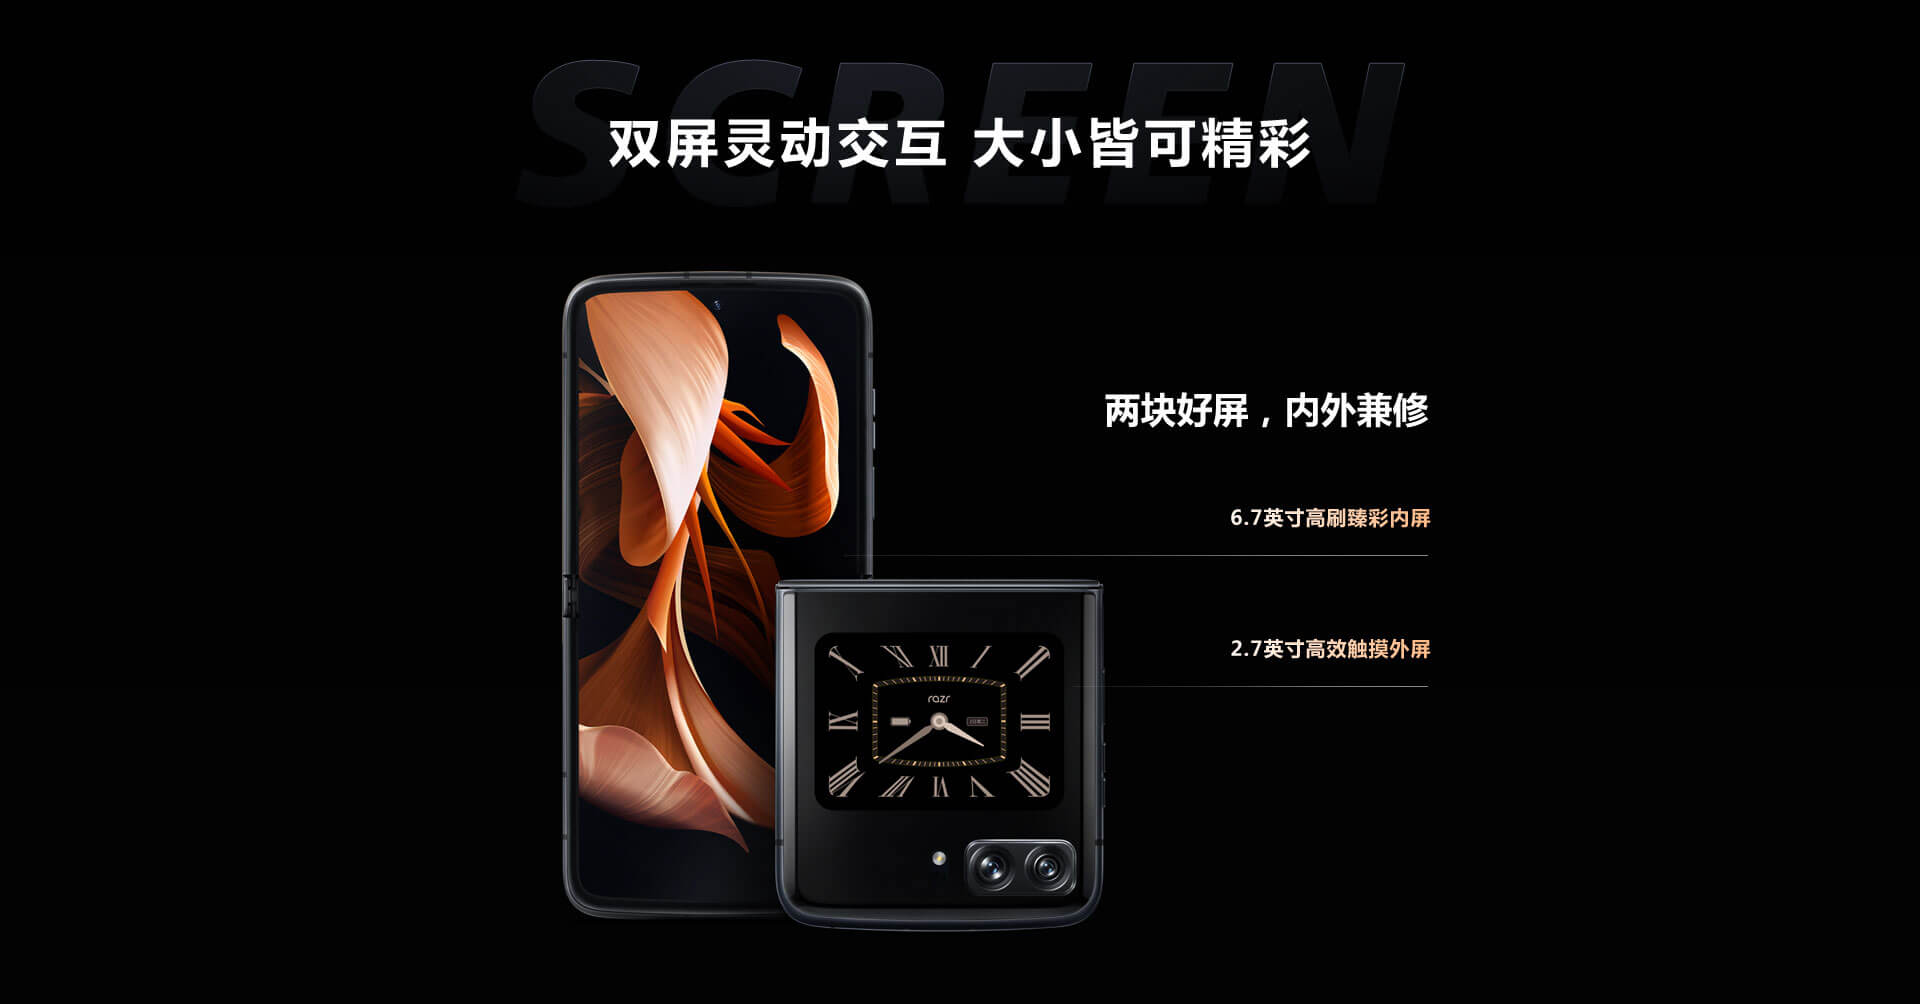 SCREEN
双屏灵动交互 大小皆可精彩
两块好屏，内外兼修
6.7英寸高刷臻彩内屏
2.7英寸高效触摸外屏
XI XII I
razr